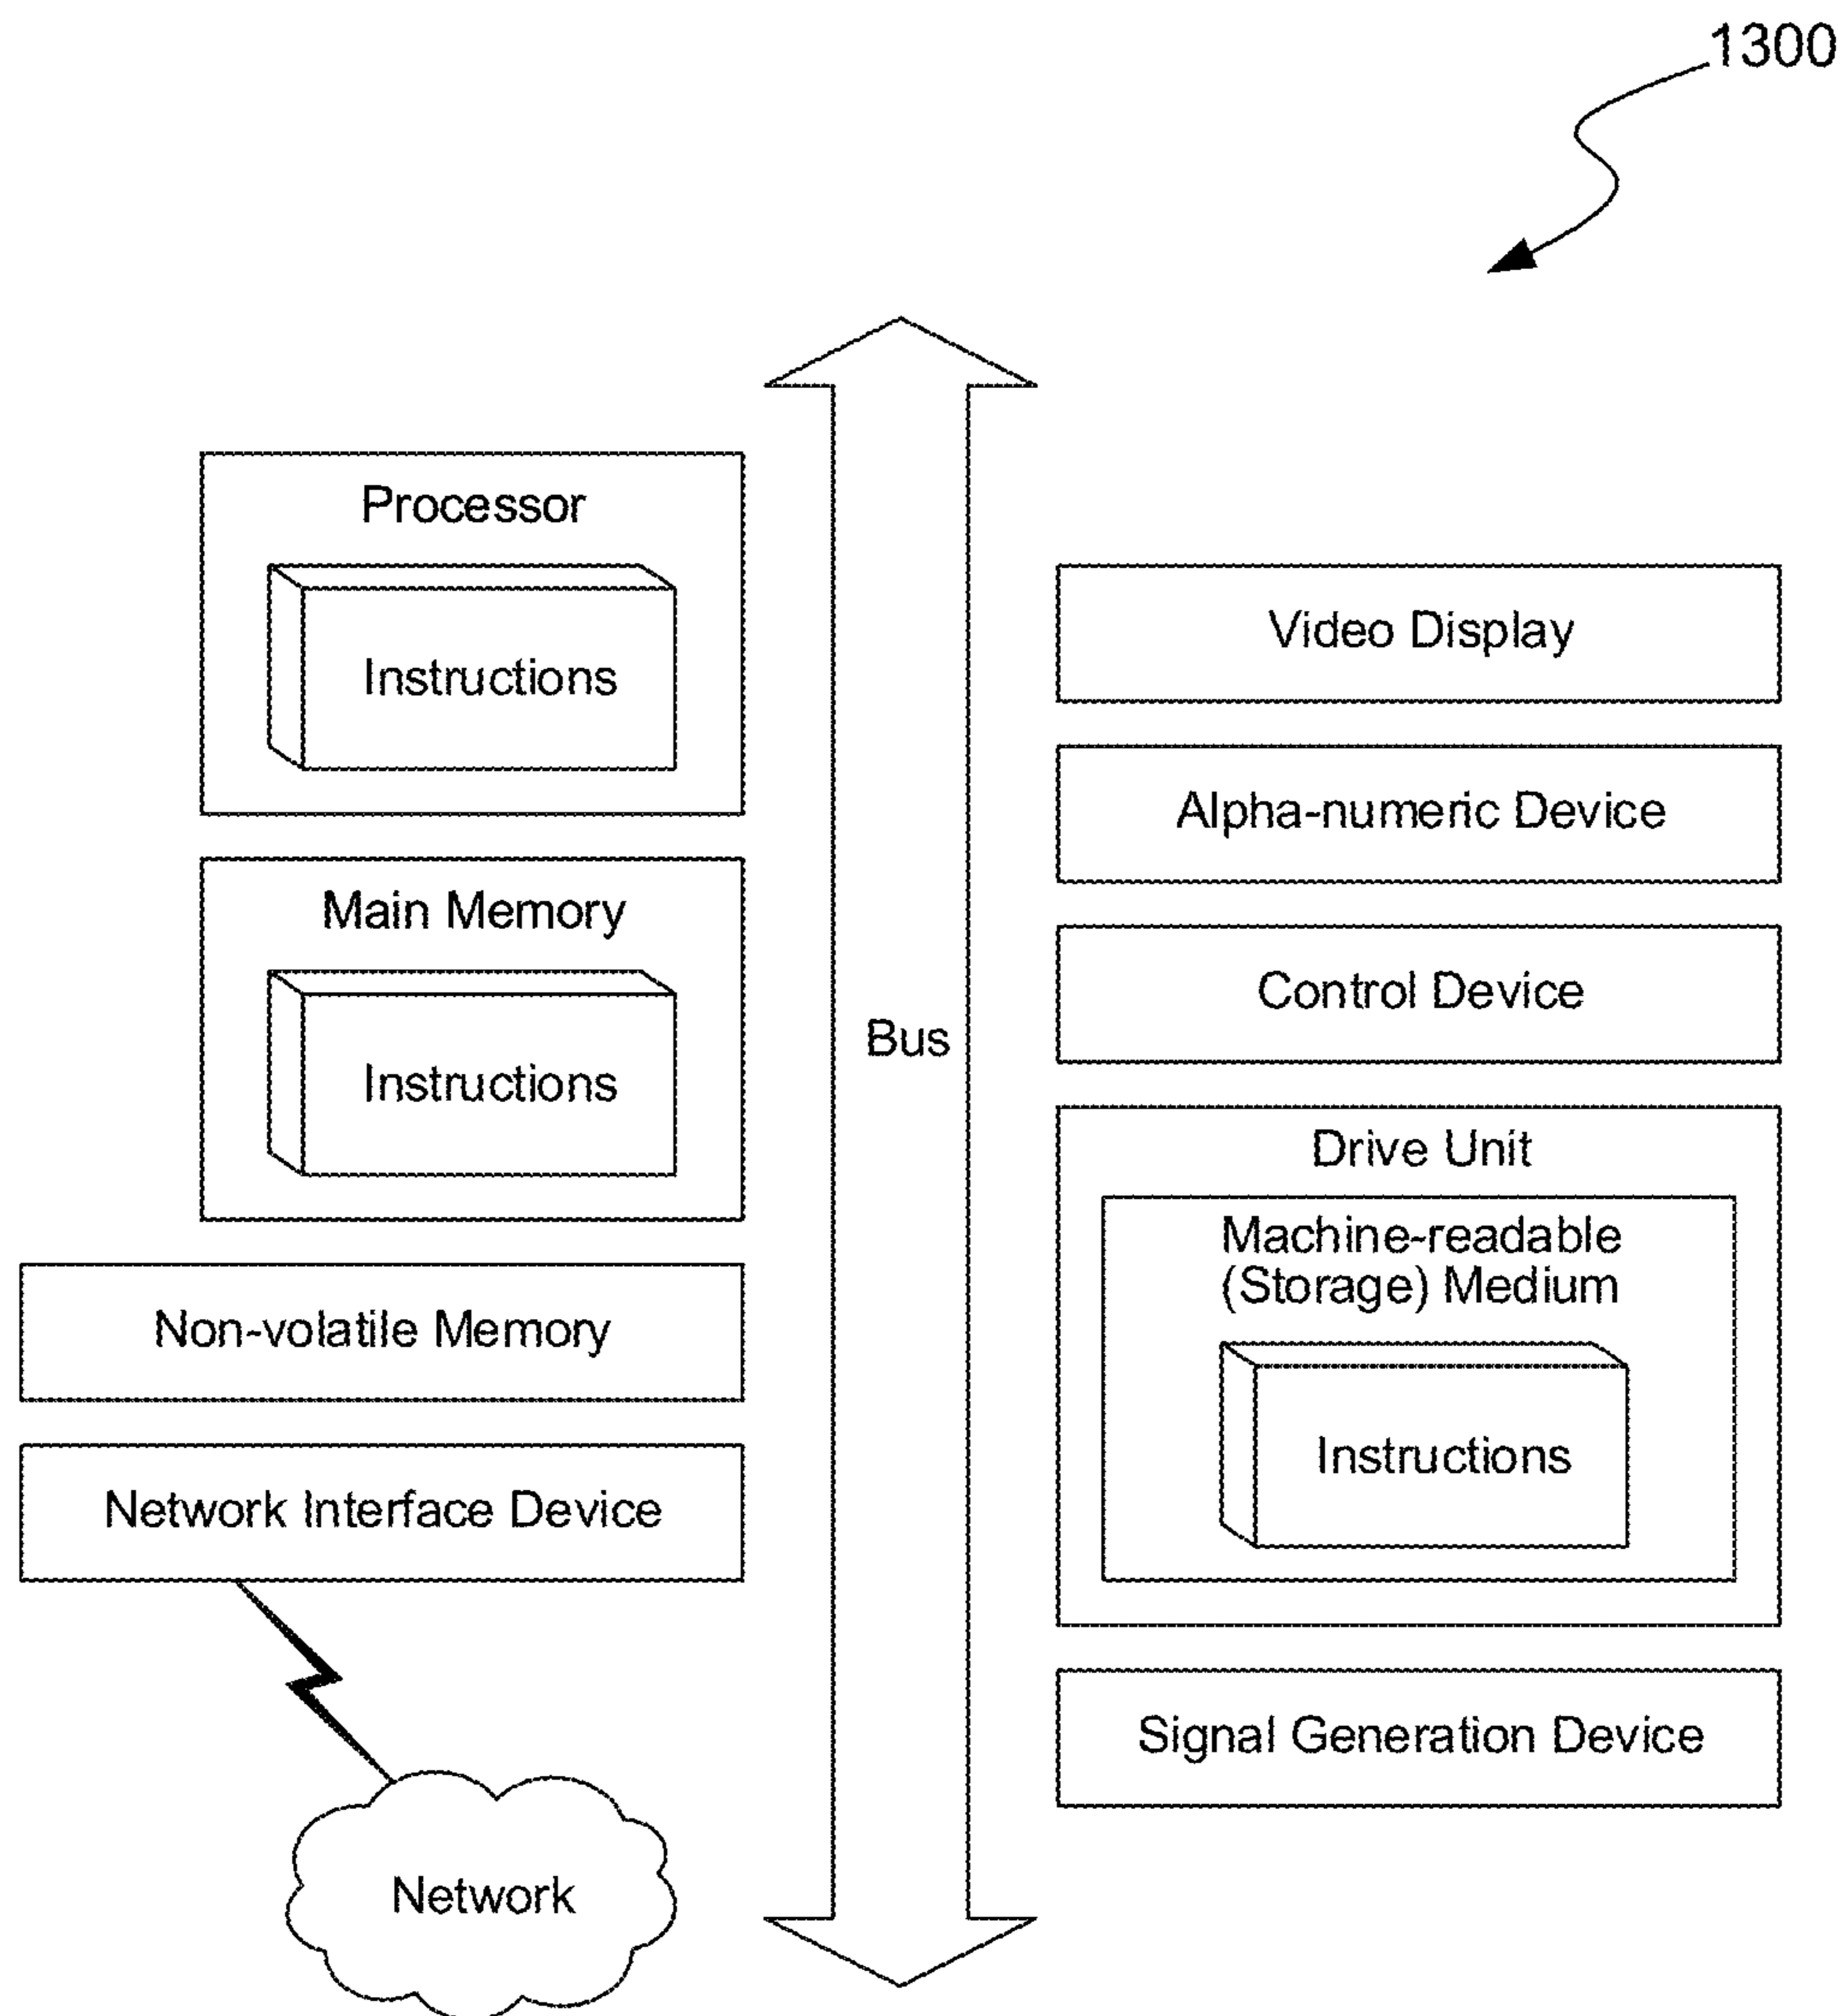 1300
Processor
Instructions
Main Memory
Instructions
Non-volatile Memory
Network Interface Device
Network
Bus
Video Display
Alpha-numeric Device
Control Device
Drive Unit
Machine-readable
(Storage) Medium
Instructions
Signal Generation Device